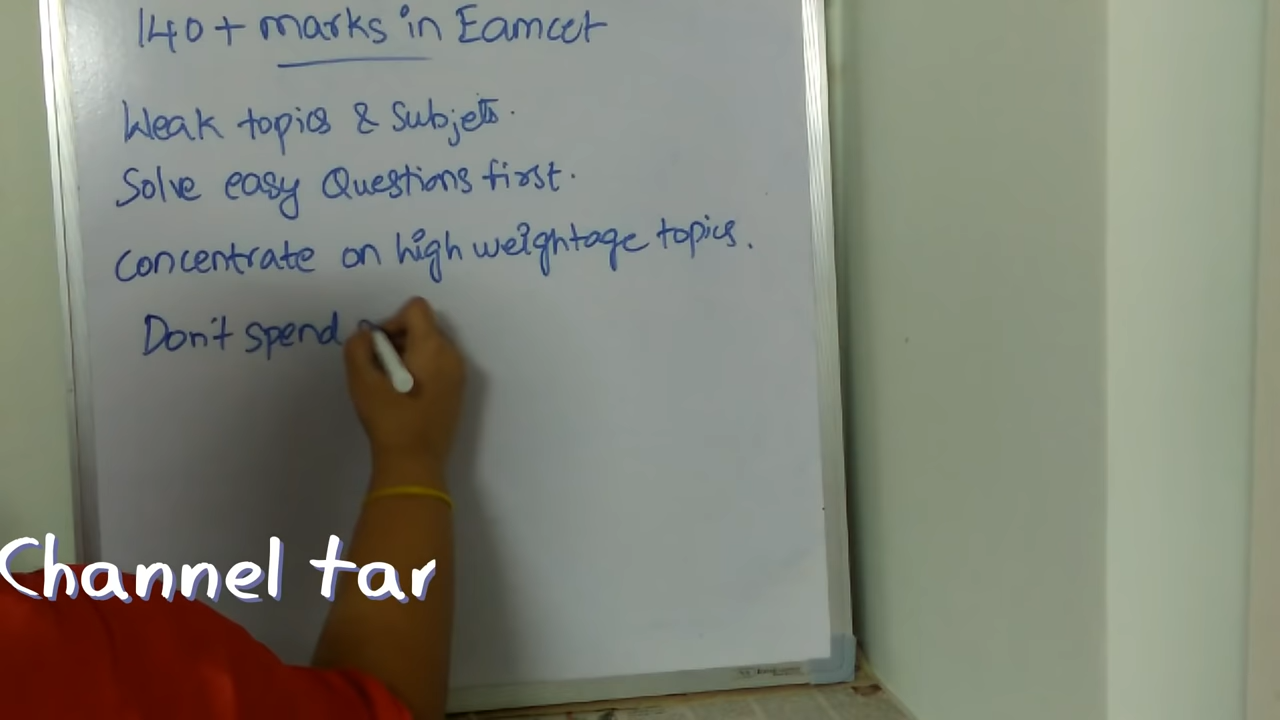 140+ marks in Eamcet
Weak topics & Subjets.
Solve easy Questions first.
Concentrate on high weightage topics.
Don't spend
Channel tar